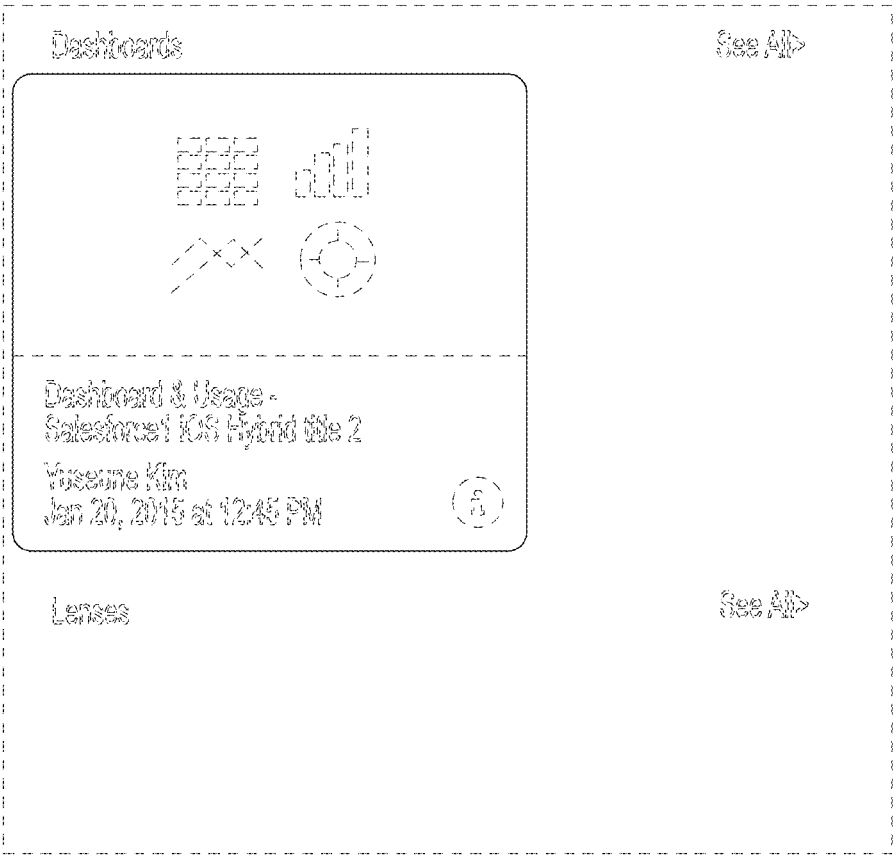 Dashboards
See All>
Dashboard & Usage -
Salesforce1 iOS Hybrid title 2
Yuseune Kim
Jan 20, 2015 at 12:45 PM
Lenses
See All>